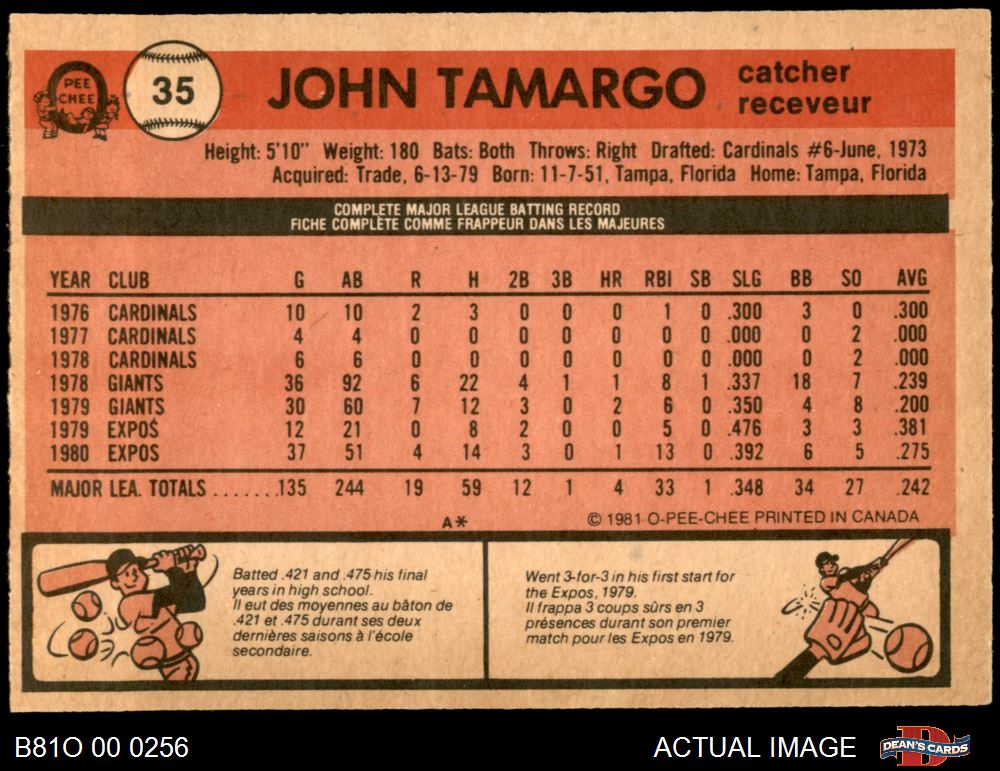 PEE
CHEE
35
JOHN TAMARGO
catcher
receveur
Height: 5'10" Weight: 180 Bats: Both Throws: Right Drafted: Cardinals #6-June, 1973
Acquired: Trade, 6-13-79 Born: 11-7-51, Tampa, Florida Home: Tampa, Florida
COMPLETE MAJOR LEAGUE BATTING RECORD
FICHE COMPLÈTE COMME FRAPPEUR DANS LES MAJEURES
YEAR CLUB G AB R H 2B 3B HR RBI SB SLG BB SO AVG
1976 CARDINALS 10 10 2 3 0 0 0 1 0 .300 3 0 .300
1977 CARDINALS 4 4 0 0 0 0 0 0 0 .000 0 2 .000
1978 CARDINALS 6 6 0 0 0 0 0 0 0 .000 0 2 .000
1978 GIANTS 36 92 6 22 4 1 1 8 1 .337 18 7 .239
1979 GIANTS 30 60 7 12 3 0 2 6 0 .350 4 8 .200
1979 EXPOS 12 21 0 8 2 0 0 5 0 .476 3 3 .381
1980 EXPOS 37 51 4 14 3 0 1 13 0 .392 6 5 .275
MAJOR LEA. TOTALS .......135 244 19 59 12 1 4 33 1 .348 34 27 .242
A* © 1981 O-PEE-CHEE PRINTED IN CANADA
Batted .421 and .475 his final
years in high school.
Il eut des moyennes au bâton de
.421 et .475 durant ses deux
dernières saisons à l'école
secondaire.
Went 3-for-3 in his first start for
the Expos, 1979.
Il frappa 3 coups sûrs en 3
présences durant son premier
match pour les Expos en 1979.
B81O 00 0256
ACTUAL IMAGE
DEAN'S CARDS